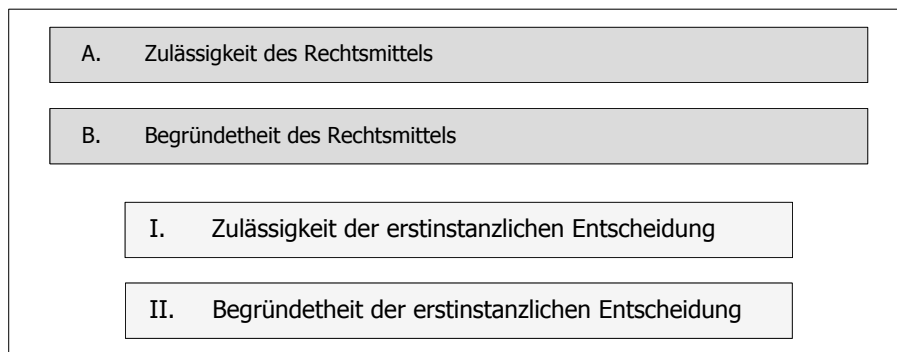 A. Zulässigkeit des Rechtsmittels
B. Begründetheit des Rechtsmittels
I. Zulässigkeit der erstinstanzlichen Entscheidung
II. Begründetheit der erstinstanzlichen Entscheidung